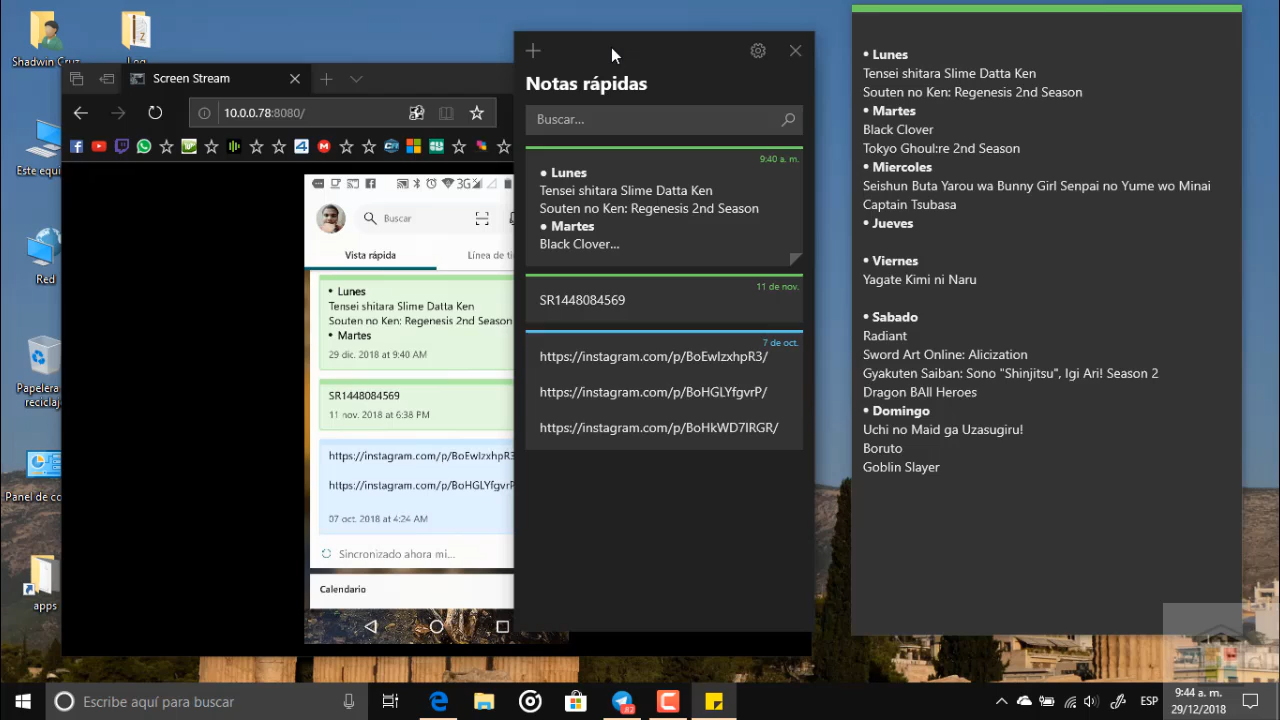 Shadwin Cruz
Este equi
Red
Papelera
reciclaj
Panel de co
apps
Screen Stream
10.0.0.78:8080/
3G
Buscar
Vista rápida
Línea de ti
• Lunes
Tensei shitara Slime Datta Ken
Souten no Ken: Regenesis 2nd Season
• Martes
29 dic. 2018 at 9:40 AM
SR1448084569
11 nov. 2018 at 6:38 PM
https://instagram.com/p/BoEwIzxhpR3
https://instagram.com/p/BoHGLYfgvrP
07 oct. 2018 at 4:24 AM
Sincronizado ahora mi...
Calendario
Notas rápidas
Buscar...
9:40 a. m.
• Lunes
Tensei shitara Slime Datta Ken
Souten no Ken: Regenesis 2nd Season
• Martes
Black Clover...
11 de nov.
SR1448084569
7 de oct.
https://instagram.com/p/BoEwIzxhpR3/
https://instagram.com/p/BoHGLYfgvrP/
https://instagram.com/p/BoHkWD7lRGR/
• Lunes
Tensei shitara Slime Datta Ken
Souten no Ken: Regenesis 2nd Season
• Martes
Black Clover
Tokyo Ghoul:re 2nd Season
• Miercoles
Seishun Buta Yarou wa Bunny Girl Senpai no Yume wo Minai
Captain Tsubasa
• Jueves
• Viernes
Yagate Kimi ni Naru
• Sabado
Radiant
Sword Art Online: Alicization
Gyakuten Saiban: Sono "Shinjitsu", Igi Ari! Season 2
Dragon BAll Heroes
• Domingo
Uchi no Maid ga Uzasugiru!
Boruto
Goblin Slayer
Escribe aquí para buscar
ESP
9:44 a. m.
29/12/2018